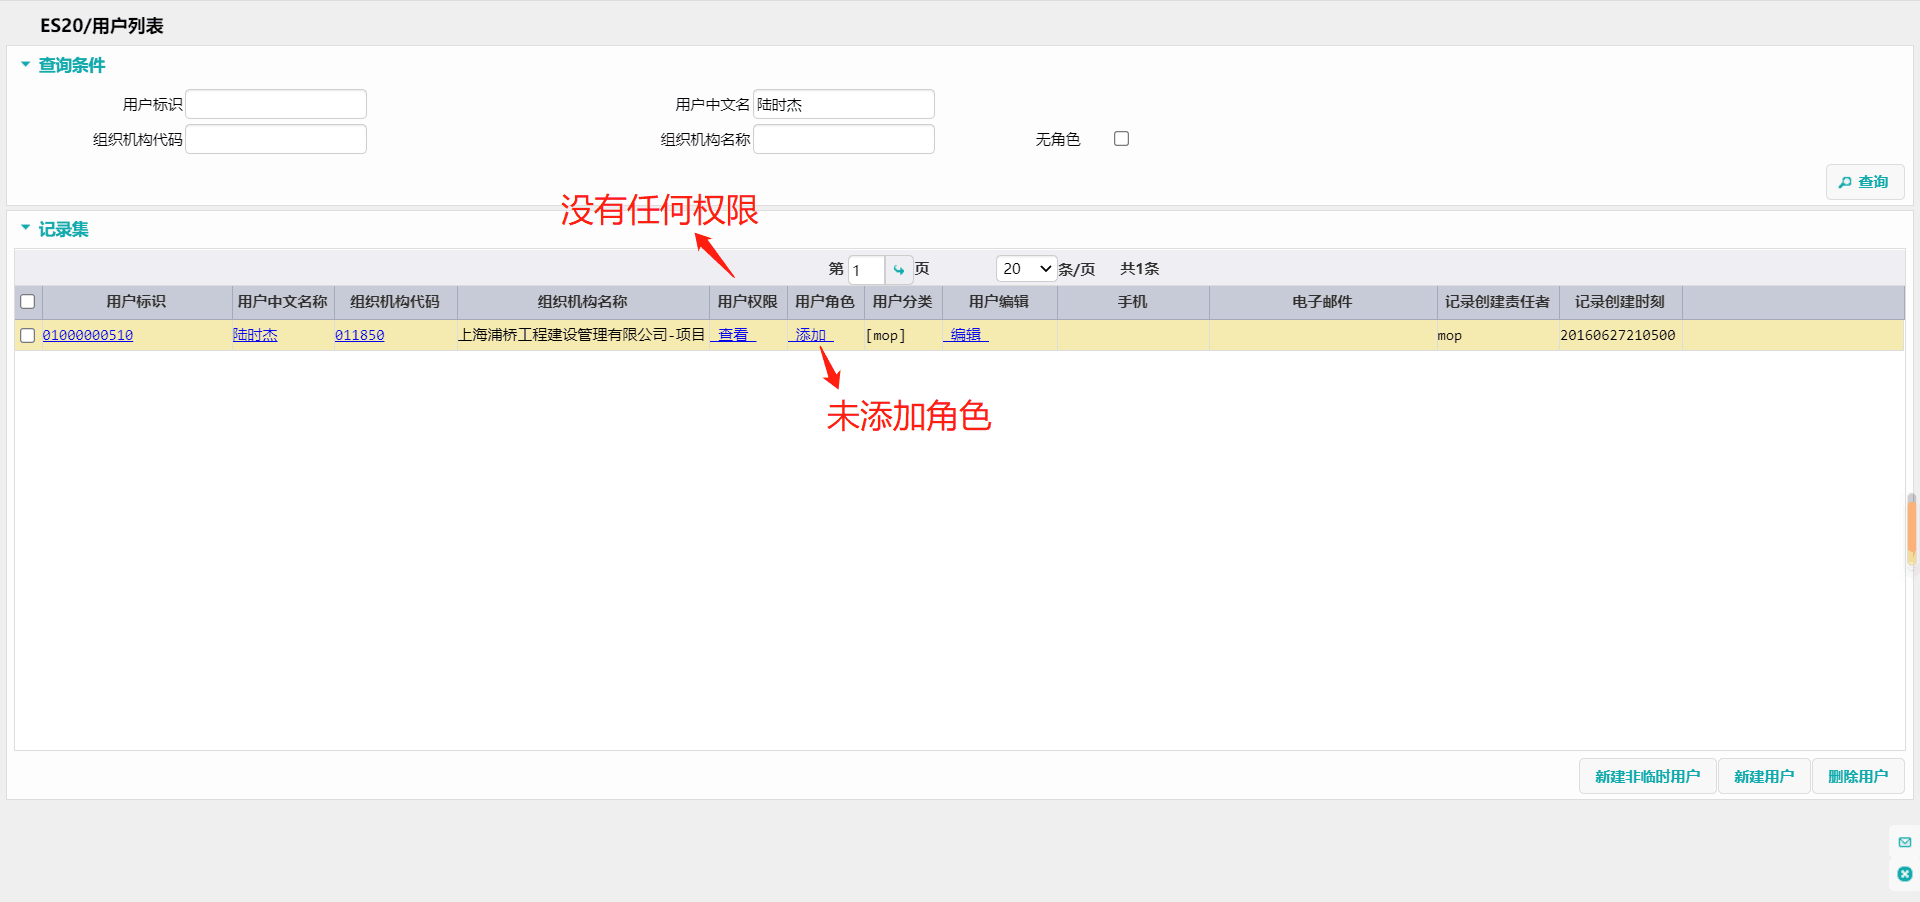 ES20/用户列表
查询条件
用户标识
用户中文名 陆时杰
组织机构代码
组织机构名称
无角色
查询
没有任何权限
记录集
第 1 页 20 条/页 共1条
用户标识 用户中文名称 组织机构代码 组织机构名称 用户权限 用户角色 用户分类 用户编辑 手机 电子邮件 记录创建责任者 记录创建时刻
01000000510 陆时杰 011850 上海浦桥工程建设管理有限公司-项目 查看 添加 [mop] 编辑 mop 20160627210500
未添加角色
新建非临时用户 新建用户 删除用户